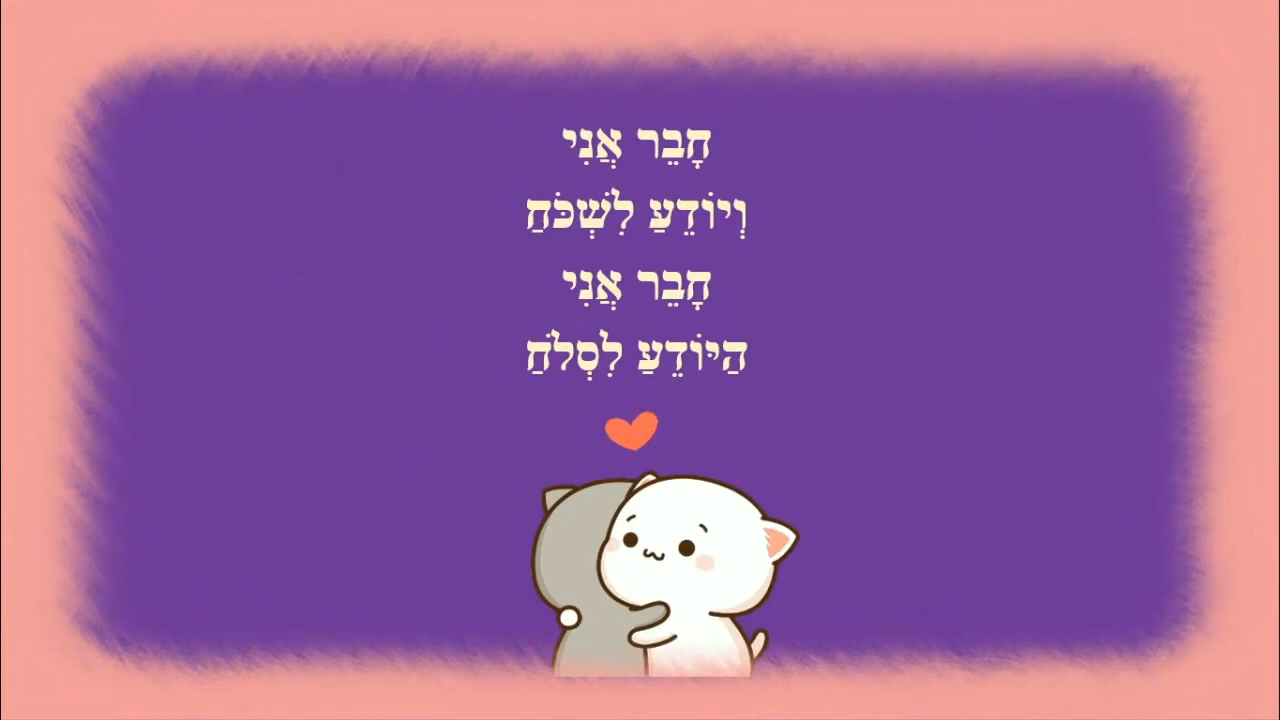 חָבֵר אֲנִי
וְיוֹדֵעַ לִשְׁכֹּחַ
חָבֵר אֲנִי
הַיּוֹדֵעַ לִסְלֹחַ